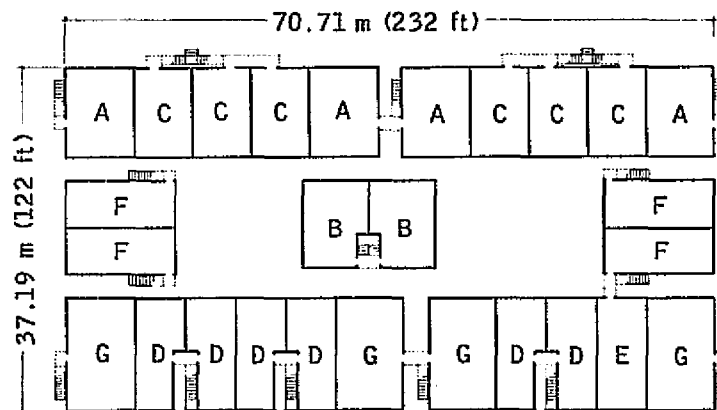 70.71 m (232 ft)
37.19 m (122 ft)
A C C C A A C C C A
F B B F
F F
G D D D D G G D D E G